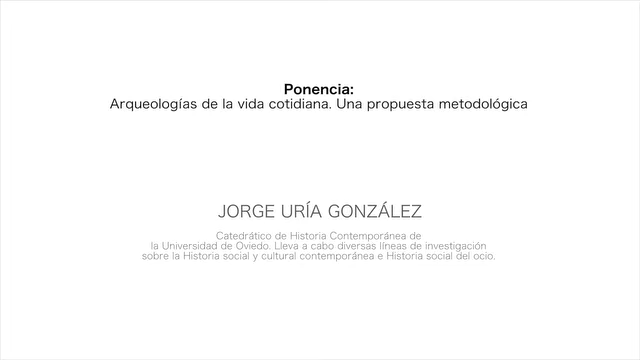 Ponencia:
Arqueologías de la vida cotidiana. Una propuesta metodológica
JORGE URÍA GONZÁLEZ
Catedrático de Historia Contemporánea de
la Universidad de Oviedo. Lleva a cabo diversas líneas de investigación
sobre la Historia social y cultural contemporánea e Historia social del ocio.